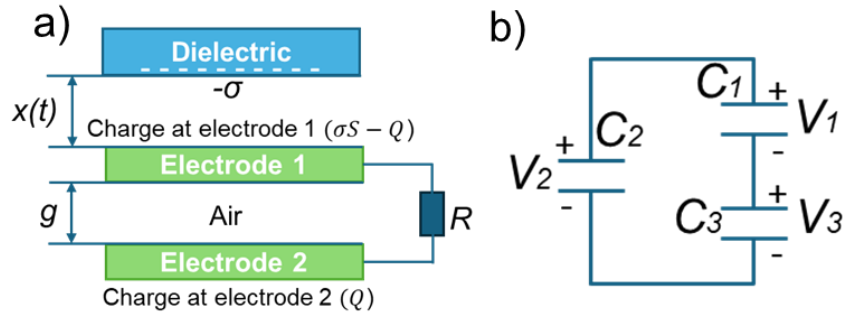 a)
Dielectric
-σ
x(t)
Charge at electrode 1 (σS − Q)
Electrode 1
g
Air
R
Electrode 2
Charge at electrode 2 (Q)
b)
C1
+
V1
-
C2
+
V2
-
C3
+
V3
-